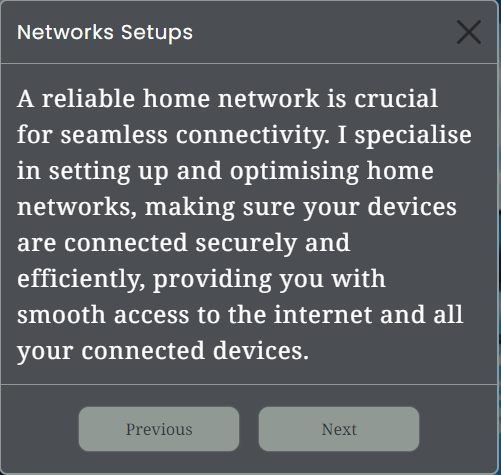 Networks Setups
A reliable home network is crucial
for seamless connectivity. I specialise
in setting up and optimising home
networks, making sure your devices
are connected securely and
efficiently, providing you with
smooth access to the internet and all
your connected devices.
Previous
Next